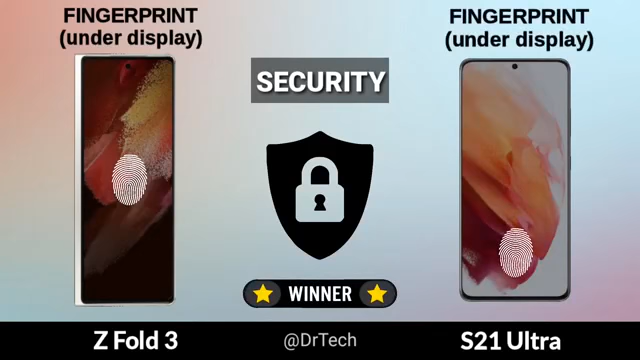 FINGERPRINT
(under display)
FINGERPRINT
(under display)
SECURITY
WINNER
Z Fold 3
@DrTech
S21 Ultra